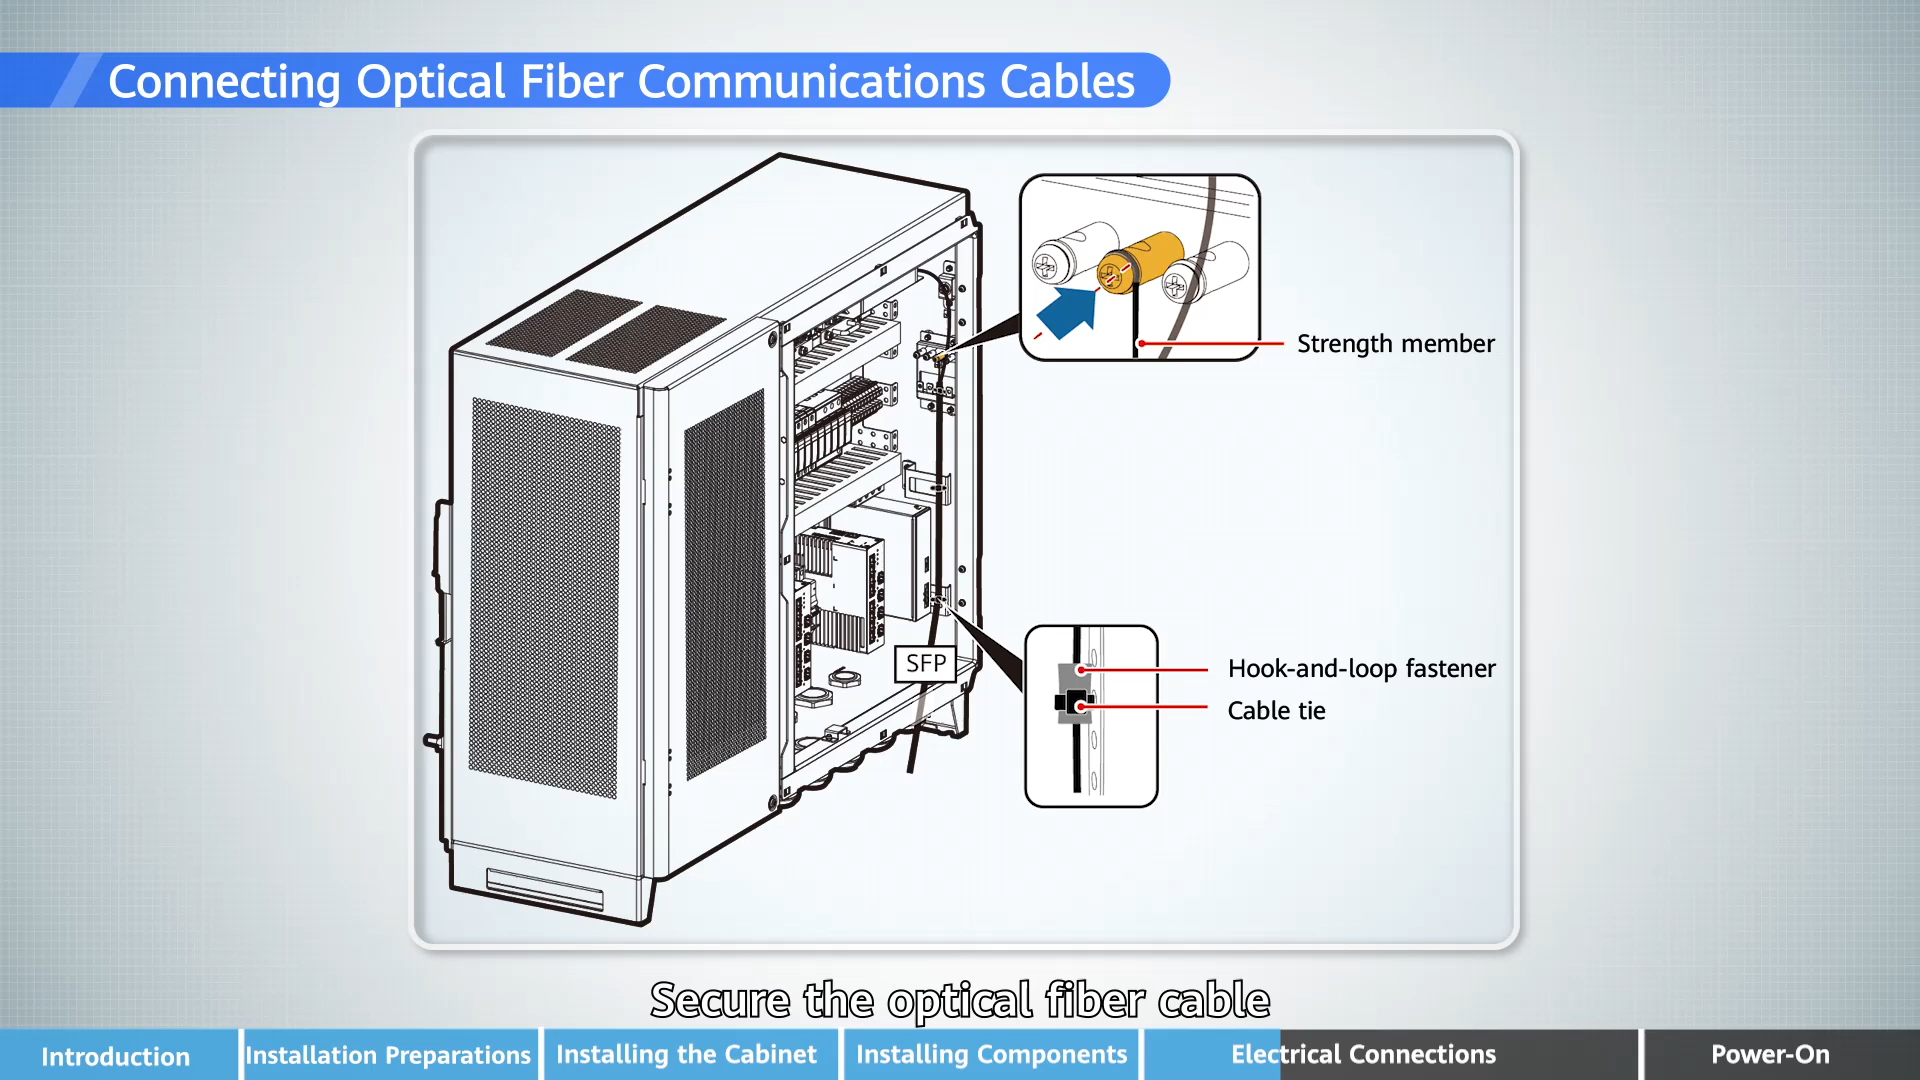 Connecting Optical Fiber Communications Cables
Strength member
SFP
Hook-and-loop fastener
Cable tie
Secure the optical fiber cable
Introduction
Installation Preparations
Installing the Cabinet
Installing Components
Electrical Connections
Power-On